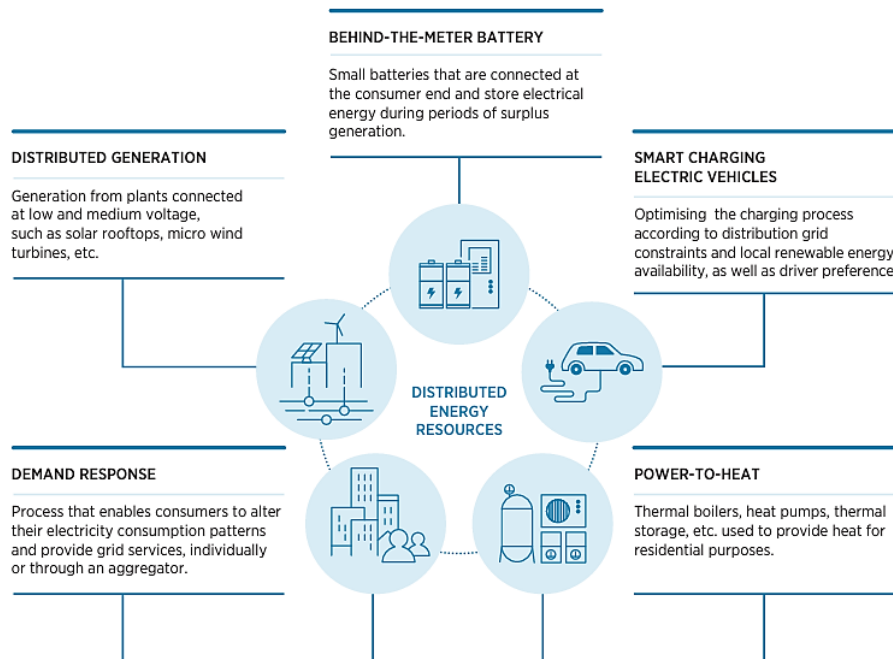 BEHIND-THE-METER BATTERY
Small batteries that are connected at
the consumer end and store electrical
energy during periods of surplus
generation.
DISTRIBUTED GENERATION
Generation from plants connected
at low and medium voltage,
such as solar rooftops, micro wind
turbines, etc.
SMART CHARGING
ELECTRIC VEHICLES
Optimising the charging process
according to distribution grid
constraints and local renewable energy
availability, as well as driver preference
DISTRIBUTED
ENERGY
RESOURCES
DEMAND RESPONSE
Process that enables consumers to alter
their electricity consumption patterns
and provide grid services, individually
or through an aggregator.
POWER-TO-HEAT
Thermal boilers, heat pumps, thermal
storage, etc. used to provide heat for
residential purposes.